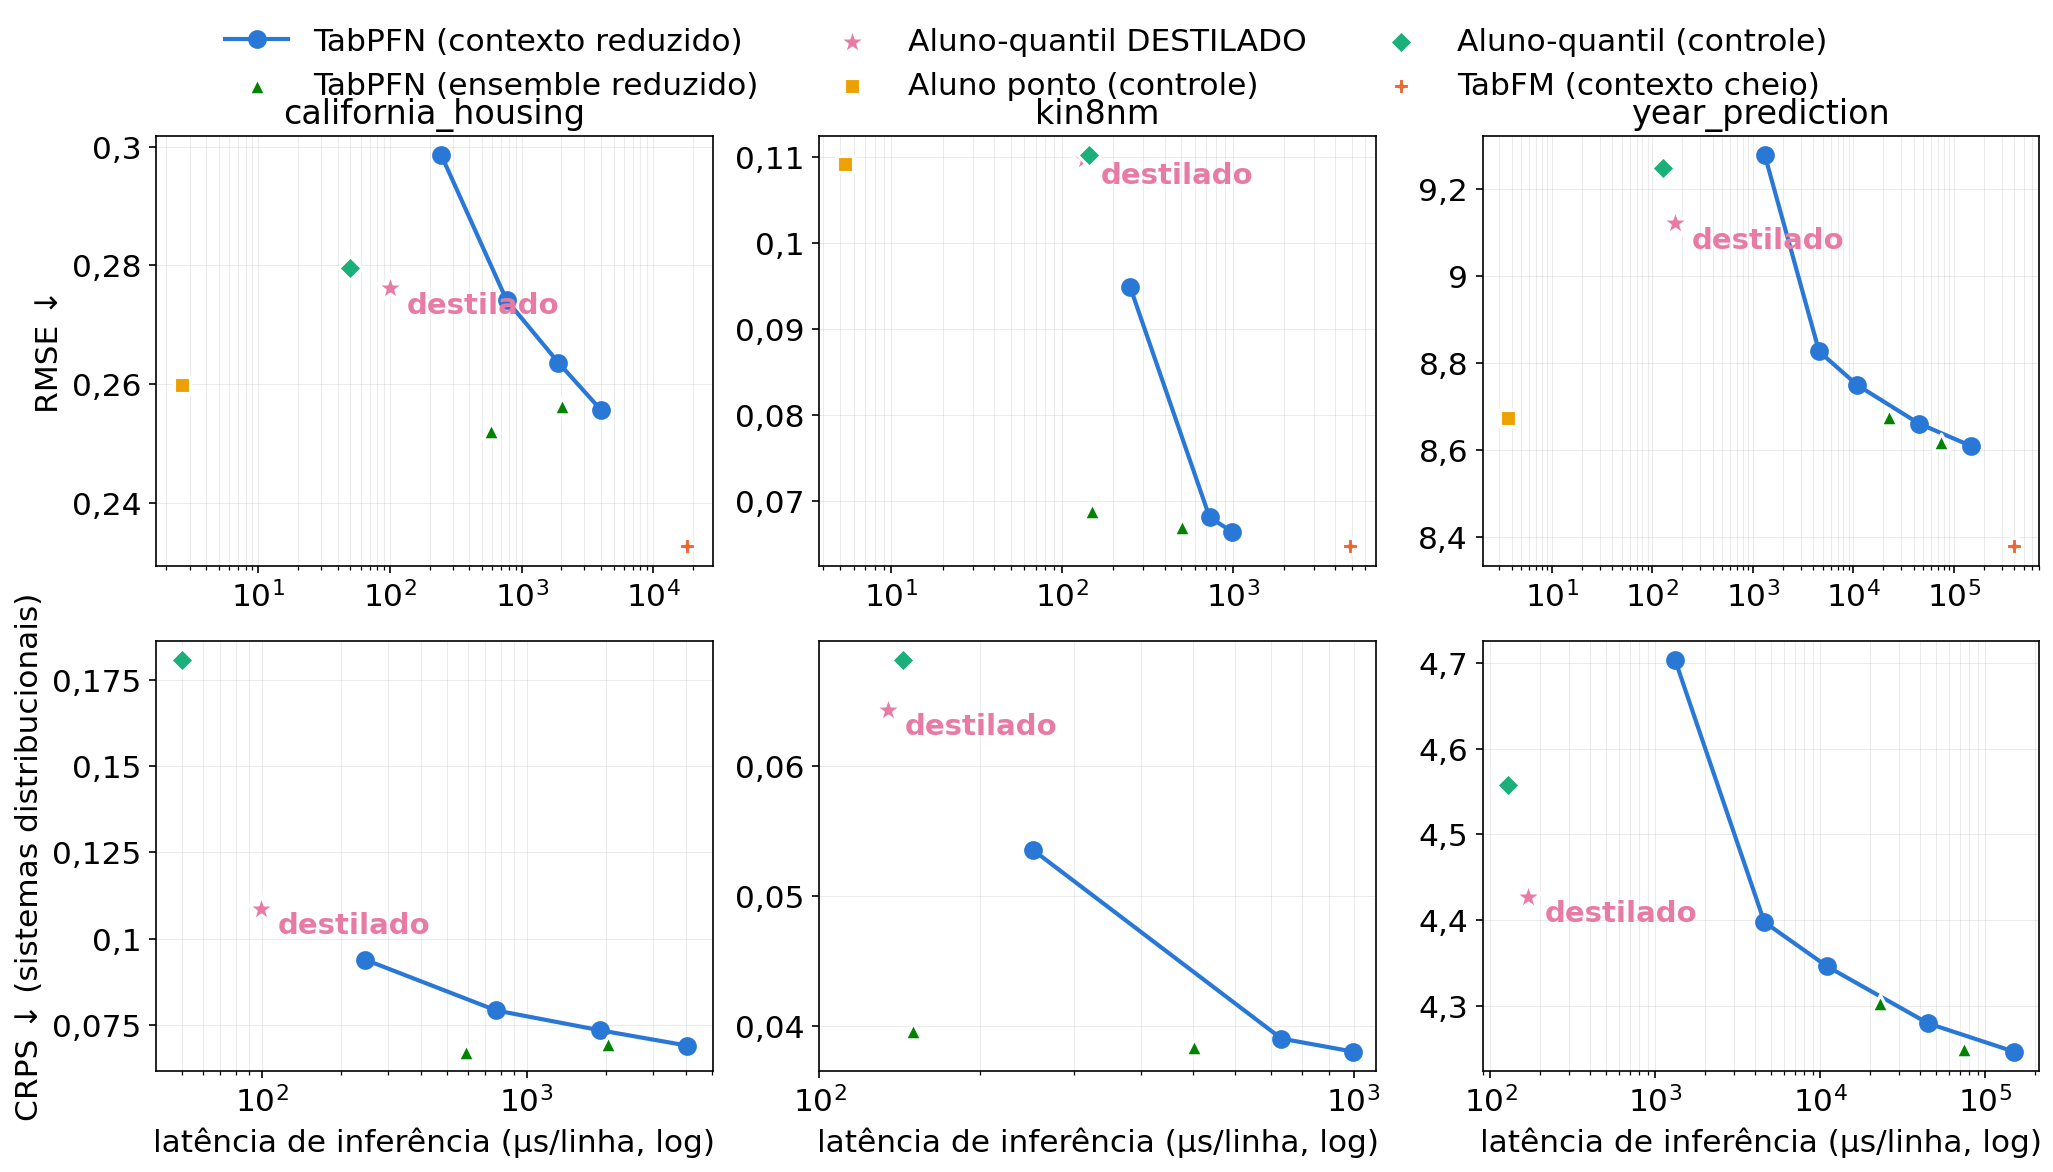 TabPFN (contexto reduzido)
TabPFN (ensemble reduzido)
Aluno-quantil DESTILADO
Aluno ponto (controle)
Aluno-quantil (controle)
TabFM (contexto cheio)
california_housing
RMSE ↓
0,3
0,28
0,26
0,24
destilado
10¹ 10² 10³ 10⁴
kin8nm
0,11
0,1
0,09
0,08
0,07
destilado
10¹ 10² 10³
year_prediction
9,2
9
8,8
8,6
8,4
destilado
10¹ 10² 10³ 10⁴ 10⁵
CRPS ↓ (sistemas distribucionais)
0,175
0,15
0,125
0,1
0,075
destilado
10² 10³
latência de inferência (µs/linha, log)
0,06
0,05
0,04
destilado
10² 10³
latência de inferência (µs/linha, log)
4,7
4,6
4,5
4,4
4,3
destilado
10² 10³ 10⁴ 10⁵
latência de inferência (µs/linha, log)